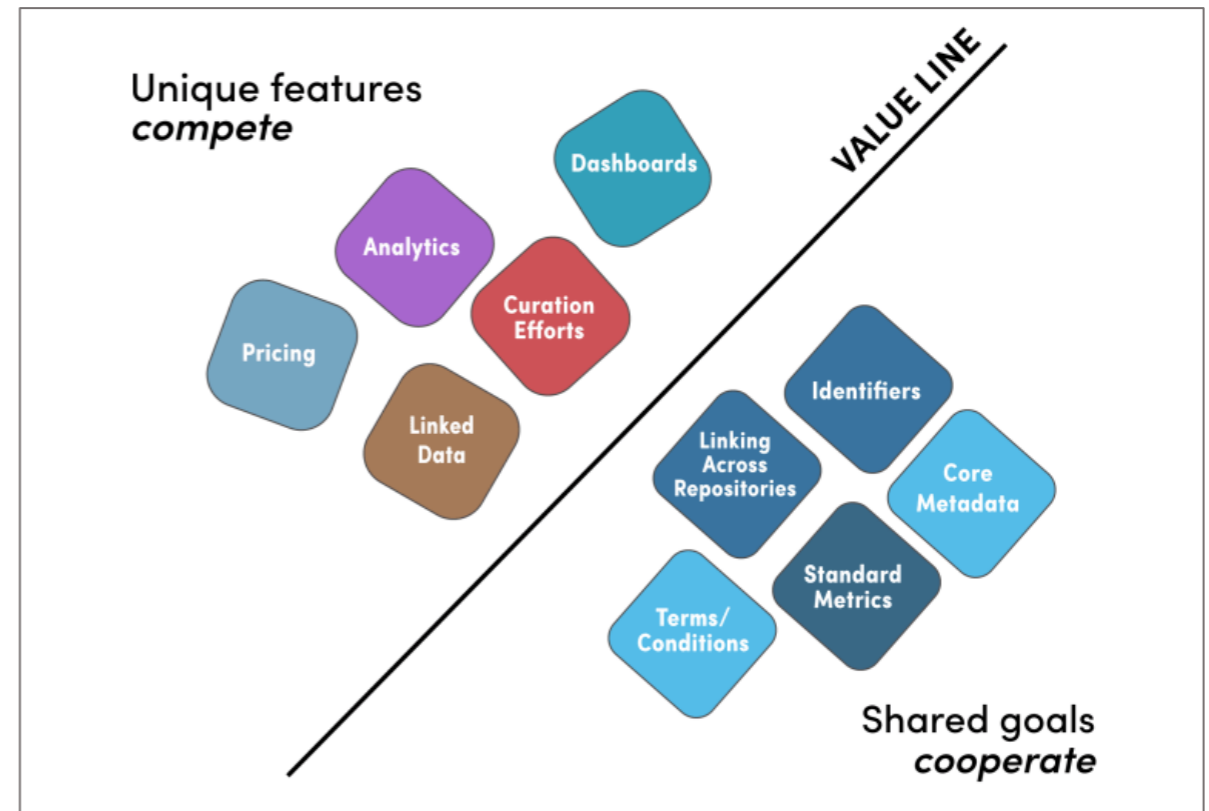 Unique features
compete
VALUE LINE
Dashboards
Analytics
Curation
Efforts
Pricing
Linked
Data
Identifiers
Linking
Across
Repositories
Core
Metadata
Standard
Metrics
Terms/
Conditions
Shared goals
cooperate